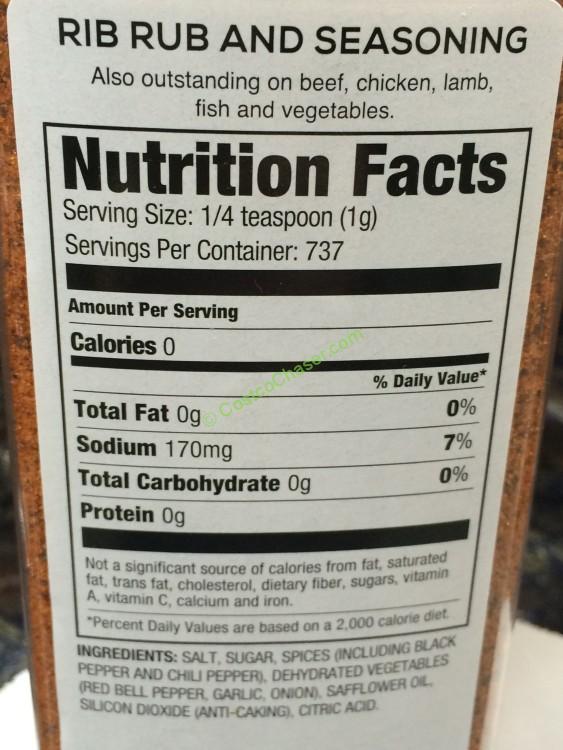 RIB RUB AND SEASONING
Also outstanding on beef, chicken, lamb,
fish and vegetables.
Nutrition Facts
Serving Size: 1/4 teaspoon (1g)
Servings Per Container: 737
Amount Per Serving
Calories 0
% Daily Value*
Total Fat 0g 0%
© CostcoChaser.com
Sodium 170mg 7%
Total Carbohydrate 0g 0%
Protein 0g
Not a significant source of calories from fat, saturated
fat, trans fat, cholesterol, dietary fiber, sugars, vitamin
A, vitamin C, calcium and iron.
*Percent Daily Values are based on a 2,000 calorie diet.
INGREDIENTS: SALT, SUGAR, SPICES (INCLUDING BLACK
PEPPER AND CHILI PEPPER), DEHYDRATED VEGETABLES
(RED BELL PEPPER, GARLIC, ONION), SAFFLOWER OIL,
SILICON DIOXIDE (ANTI-CAKING), CITRIC ACID.